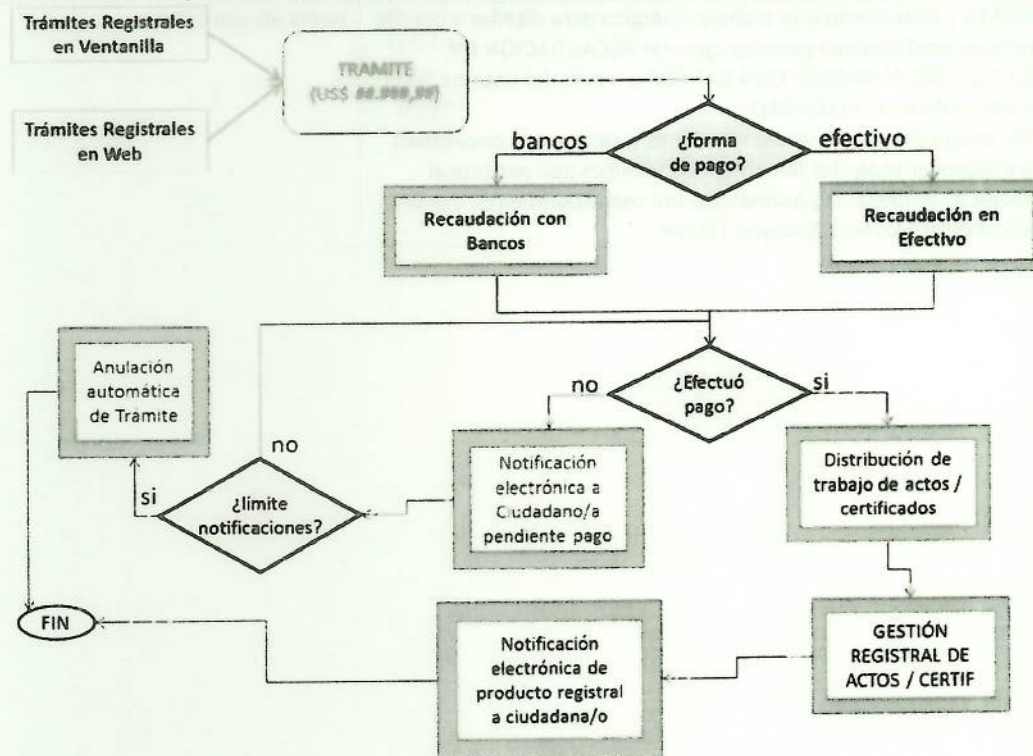 Trámites Registrales
en Ventanilla
TRAMITE
(US$ ##.###,##)
Trámites Registrales
en Web
bancos
¿forma
de pago?
efectivo
Recaudación con
Bancos
Recaudación en
Efectivo
Anulación
automática
de Trámite
no
¿Efectuó
pago?
si
no
Notificación
electrónica a
Ciudadano/a
pendiente pago
Distribución de
trabajo de actos /
certificados
si
¿límite
notificaciones?
FIN
Notificación
electrónica de
producto registral
a ciudadana/o
GESTIÓN
REGISTRAL DE
ACTOS / CERTIF